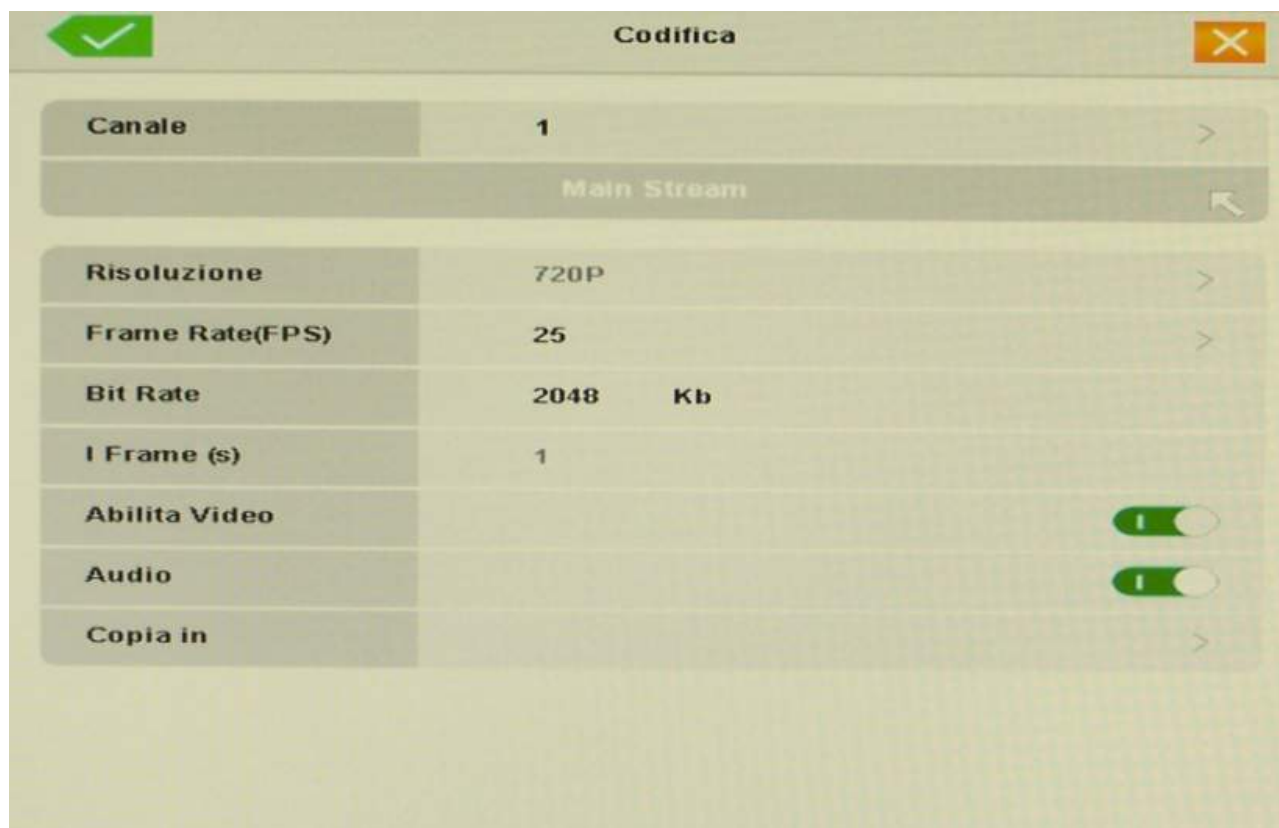 Codifica
Canale 1 >
Main Stream
Risoluzione 720P >
Frame Rate(FPS) 25 >
Bit Rate 2048 Kb
I Frame (s) 1
Abilita Video
Audio
Copia in >